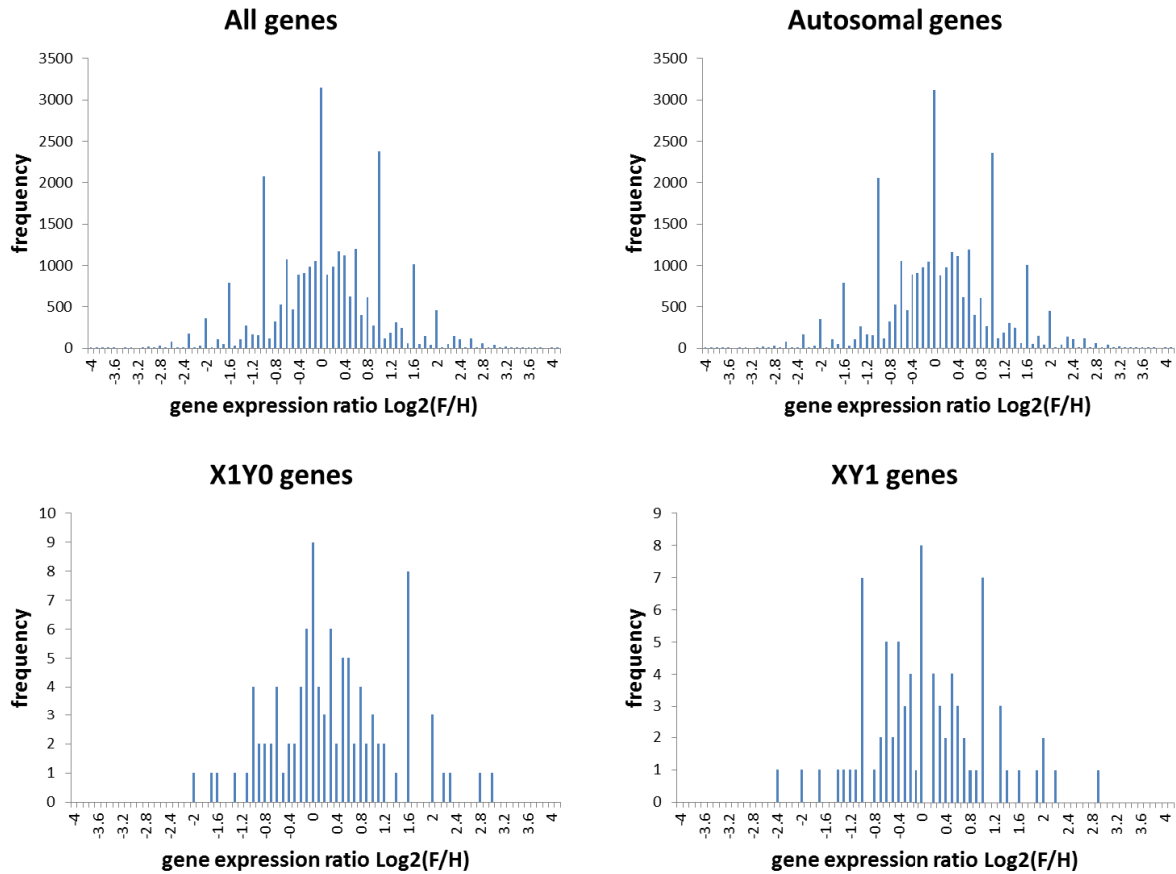 All genes
3500
3000
2500
2000
1500
1000
500
0
frequency
-4 -3.6 -3.2 -2.8 -2.4 -2 -1.6 -1.2 -0.8 -0.4 0 0.4 0.8 1.2 1.6 2 2.4 2.8 3.2 3.6 4
gene expression ratio Log2(F/H)
Autosomal genes
3500
3000
2500
2000
1500
1000
500
0
frequency
-4 -3.6 -3.2 -2.8 -2.4 -2 -1.6 -1.2 -0.8 -0.4 0 0.4 0.8 1.2 1.6 2 2.4 2.8 3.2 3.6 4
gene expression ratio Log2(F/H)
X1Y0 genes
10
9
8
7
6
5
4
3
2
1
0
frequency
-4 -3.6 -3.2 -2.8 -2.4 -2 -1.6 -1.2 -0.8 -0.4 0 0.4 0.8 1.2 1.6 2 2.4 2.8 3.2 3.6 4
gene expression ratio Log2(F/H)
XY1 genes
9
8
7
6
5
4
3
2
1
0
frequency
-4 -3.6 -3.2 -2.8 -2.4 -2 -1.6 -1.2 -0.8 -0.4 0 0.4 0.8 1.2 1.6 2 2.4 2.8 3.2 3.6 4
gene expression ratio Log2(F/H)